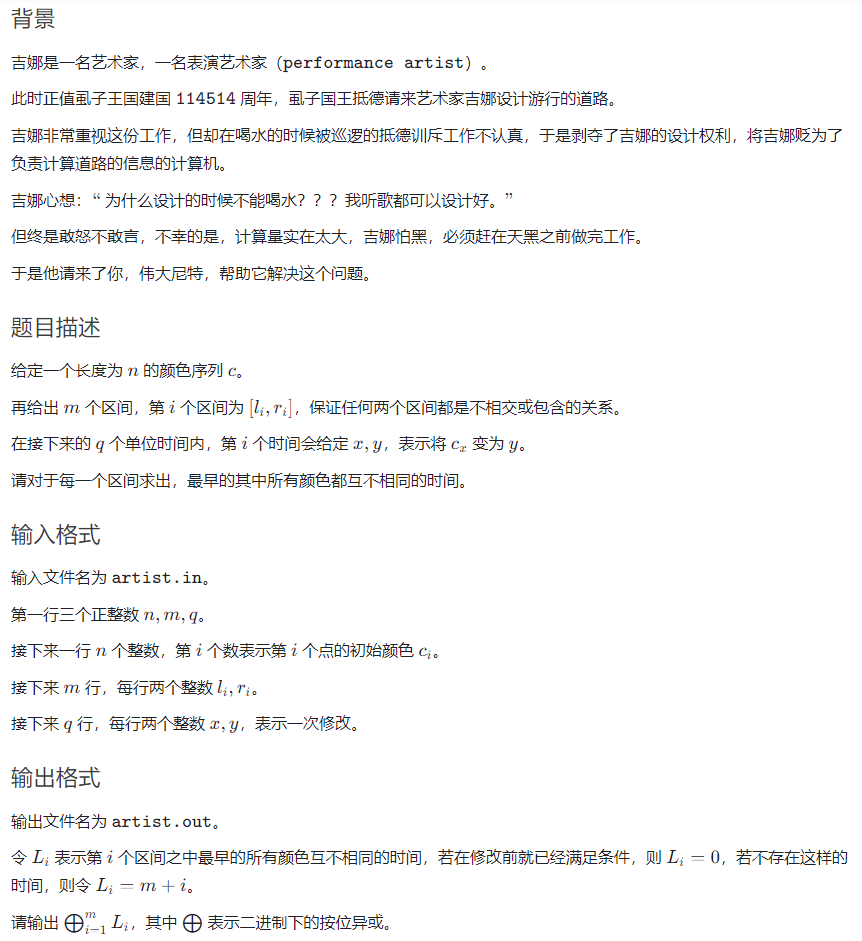 背景
吉娜是一名艺术家，一名表演艺术家（performance artist）。
此时正值虱子王国建国 114514 周年，虱子国王抵德请来艺术家吉娜设计游行的道路。
吉娜非常重视这份工作，但却在喝水的时候被巡逻的抵德训斥工作不认真，于是剥夺了吉娜的设计权利，将吉娜贬为了
负责计算道路的信息的计算机。
吉娜心想：“ 为什么设计的时候不能喝水？？？我听歌都可以设计好。”
但终是敢怒不敢言，不幸的是，计算量实在太大，吉娜怕黑，必须赶在天黑之前做完工作。
于是他请来了你，伟大尼特，帮助它解决这个问题。
题目描述
给定一个长度为 n 的颜色序列 c。
再给出 m 个区间，第 i 个区间为 [l_i, r_i]，保证任何两个区间都是不相交或包含的关系。
在接下来的 q 个单位时间内，第 i 个时间会给定 x, y，表示将 c_x 变为 y。
请对于每一个区间求出，最早的其中所有颜色都互不相同的时间。
输入格式
输入文件名为 artist.in。
第一行三个正整数 n, m, q。
接下来一行 n 个整数，第 i 个数表示第 i 个点的初始颜色 c_i。
接下来 m 行，每行两个整数 l_i, r_i。
接下来 q 行，每行两个整数 x, y，表示一次修改。
输出格式
输出文件名为 artist.out。
令 L_i 表示第 i 个区间之中最早的所有颜色互不相同的时间，若在修改前就已经满足条件，则 L_i = 0，若不存在这样的
时间，则令 L_i = m + i。
请输出 ⨁_{i=1}^m L_i，其中 ⨁ 表示二进制下的按位异或。